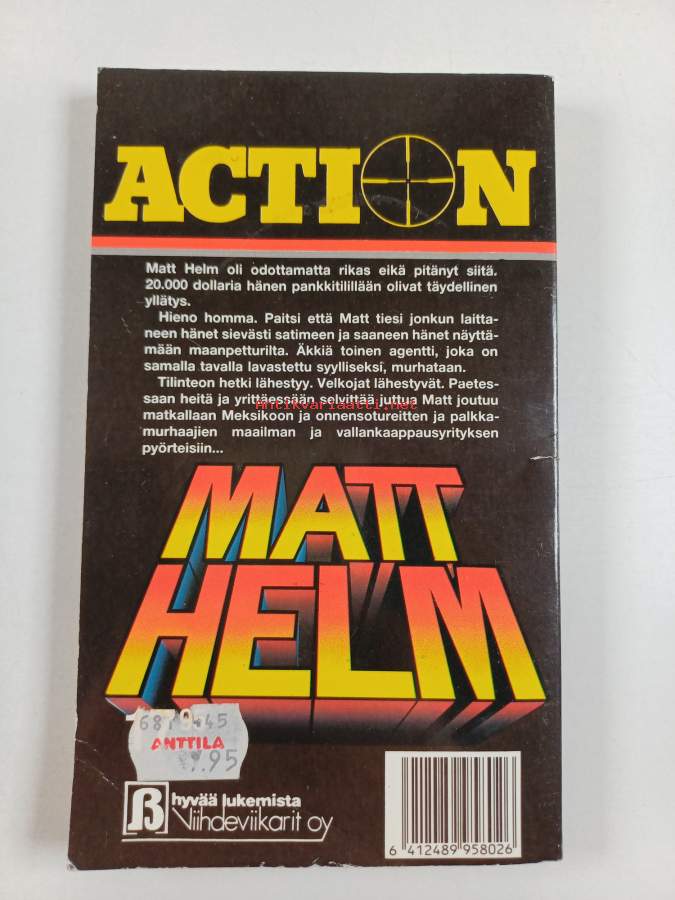 ACTION
Matt Helm oli odottamatta rikas eikä pitänyt siitä.
20.000 dollaria hänen pankkitilillään olivat täydellinen
yllätys.
Hieno homma. Paitsi että Matt tiesi jonkun laitta-
neen hänet sievästi satimeen ja saaneen hänet näyttä-
mään maanpetturilta. Äkkiä toinen agentti, joka on
samalla tavalla lavastettu syylliseksi, murhataan.
Tilinteon hetki lähestyy. Velkojat lähestyvät. Paetes-
saan heitä ja yrittäessään selvittää juttua Matt joutuu
Antikvariaatti.net
matkallaan Meksikoon ja onnensotureitten ja palkka-
murhaajien maailman ja vallankaappausyrityksen
pyörteisiin...
MATT
HELM
ANTTILA
hyvää lukemista
Viihdeviikarit oy
6 412489 958026